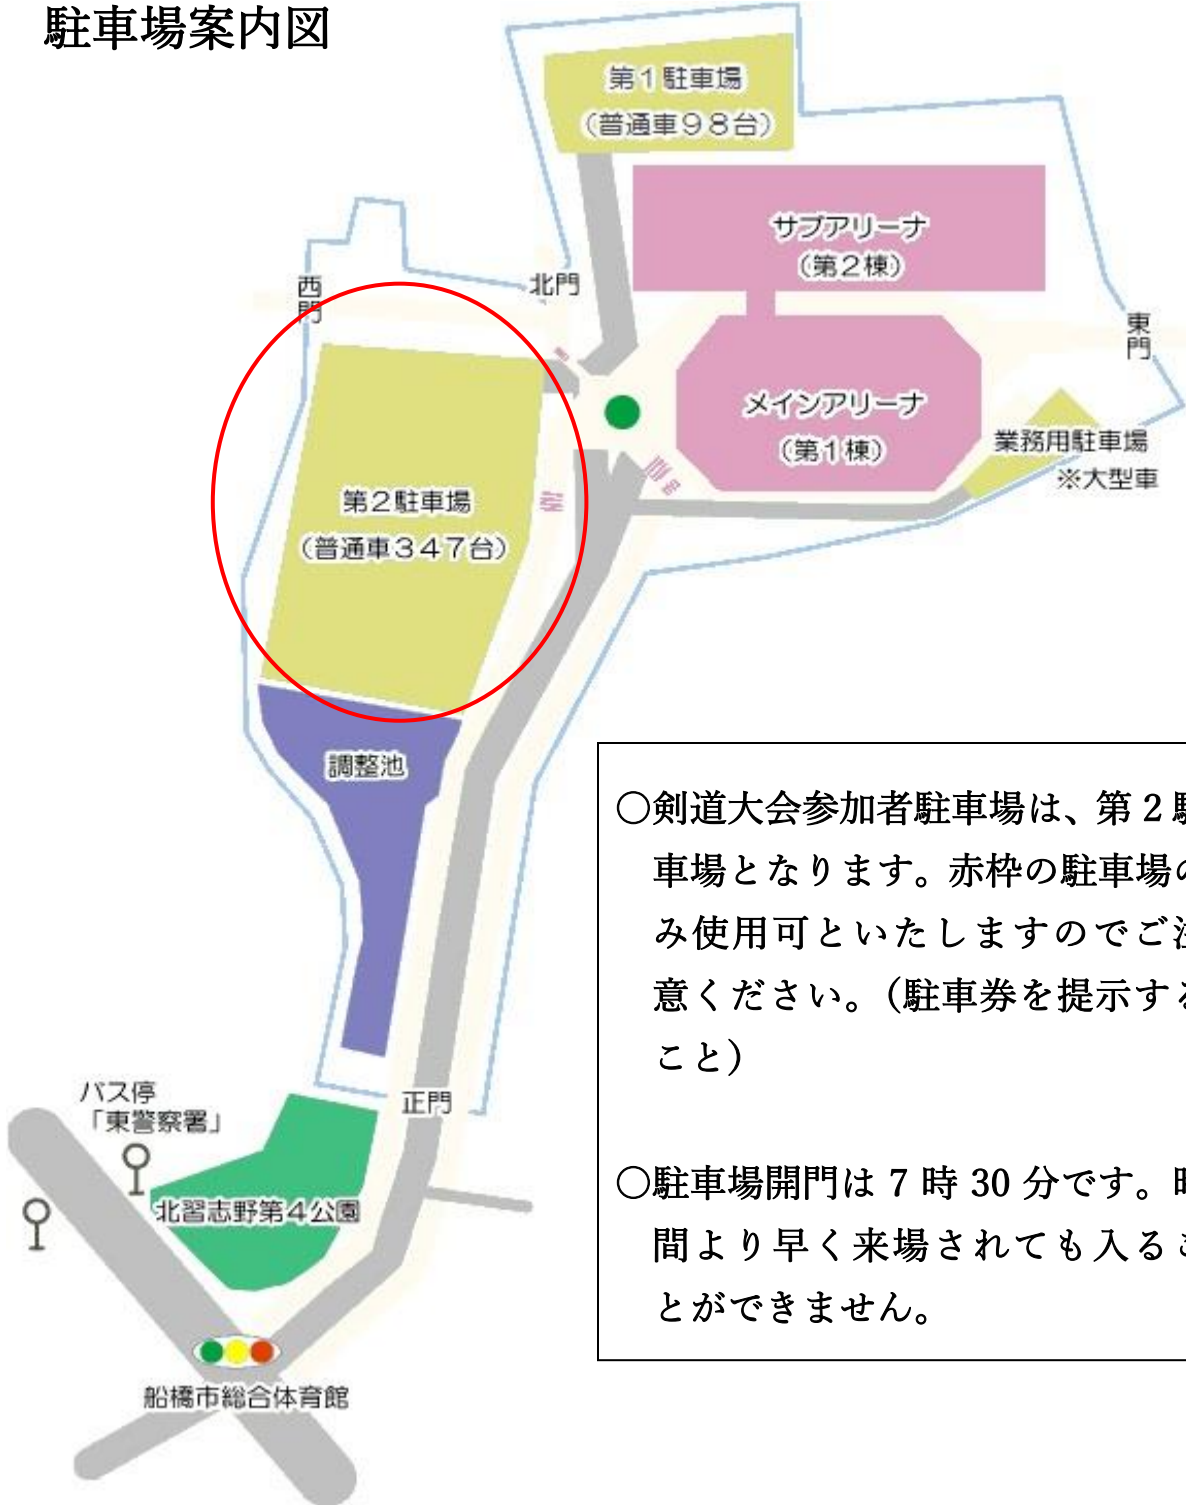 駐車場案内図
第１駐車場
（普通車９８台）
サブアリーナ
（第２棟）
北門
西門
東門
メインアリーナ
（第１棟）
業務用駐車場
※大型車
第２駐車場
（普通車３４７台）
調整池
○剣道大会参加者駐車場は、第２駐
車場となります。赤枠の駐車場の
み使用可といたしますのでご注
意ください。（駐車券を提示する
こと）
○駐車場開門は 7 時 30 分です。時
間より早く来場されても入るこ
とができません。
正門
バス停
「東警察署」
北習志野第４公園
船橋市総合体育館